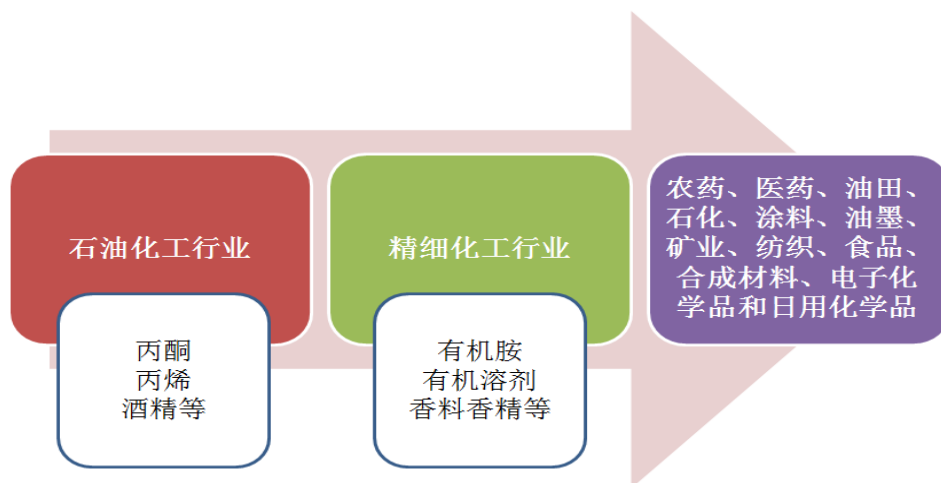 石油化工行业
丙酮
丙烯
酒精等
精细化工行业
有机胺
有机溶剂
香料香精等
农药、医药、油田、
石化、涂料、油墨、
矿业、纺织、食品、
合成材料、电子化
学品和日用化学品